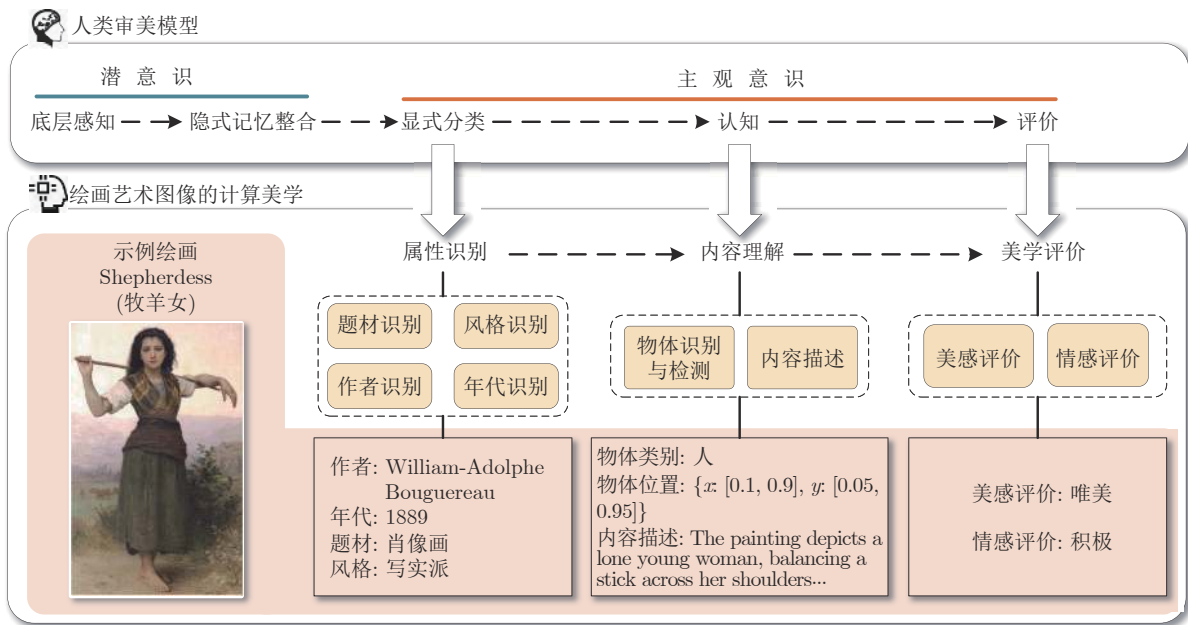 人类审美模型
潜意识
主观意识
底层感知
隐式记忆整合
显式分类
认知
评价
绘画艺术图像的计算美学
示例绘画
Shepherdess
(牧羊女)
属性识别
内容理解
美学评价
题材识别
风格识别
作者识别
年代识别
物体识别
与检测
内容描述
美感评价
情感评价
作者: William-Adolphe
Bouguereau
年代: 1889
题材: 肖像画
风格: 写实派
物体类别: 人
物体位置: {x: [0.1, 0.9], y: [0.05,
0.95]}
内容描述: The painting depicts a
lone young woman, balancing a
stick across her shoulders...
美感评价: 唯美
情感评价: 积极